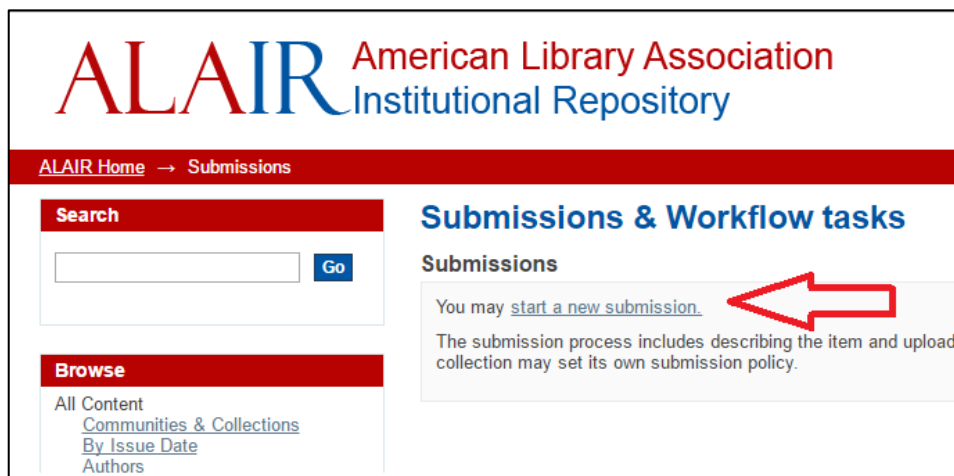 ALAIR American Library Association
Institutional Repository
ALAIR Home → Submissions
Search
Go
Browse
All Content
Communities & Collections
By Issue Date
Authors
Submissions & Workflow tasks
Submissions
You may start a new submission.
The submission process includes describing the item and upload
collection may set its own submission policy.